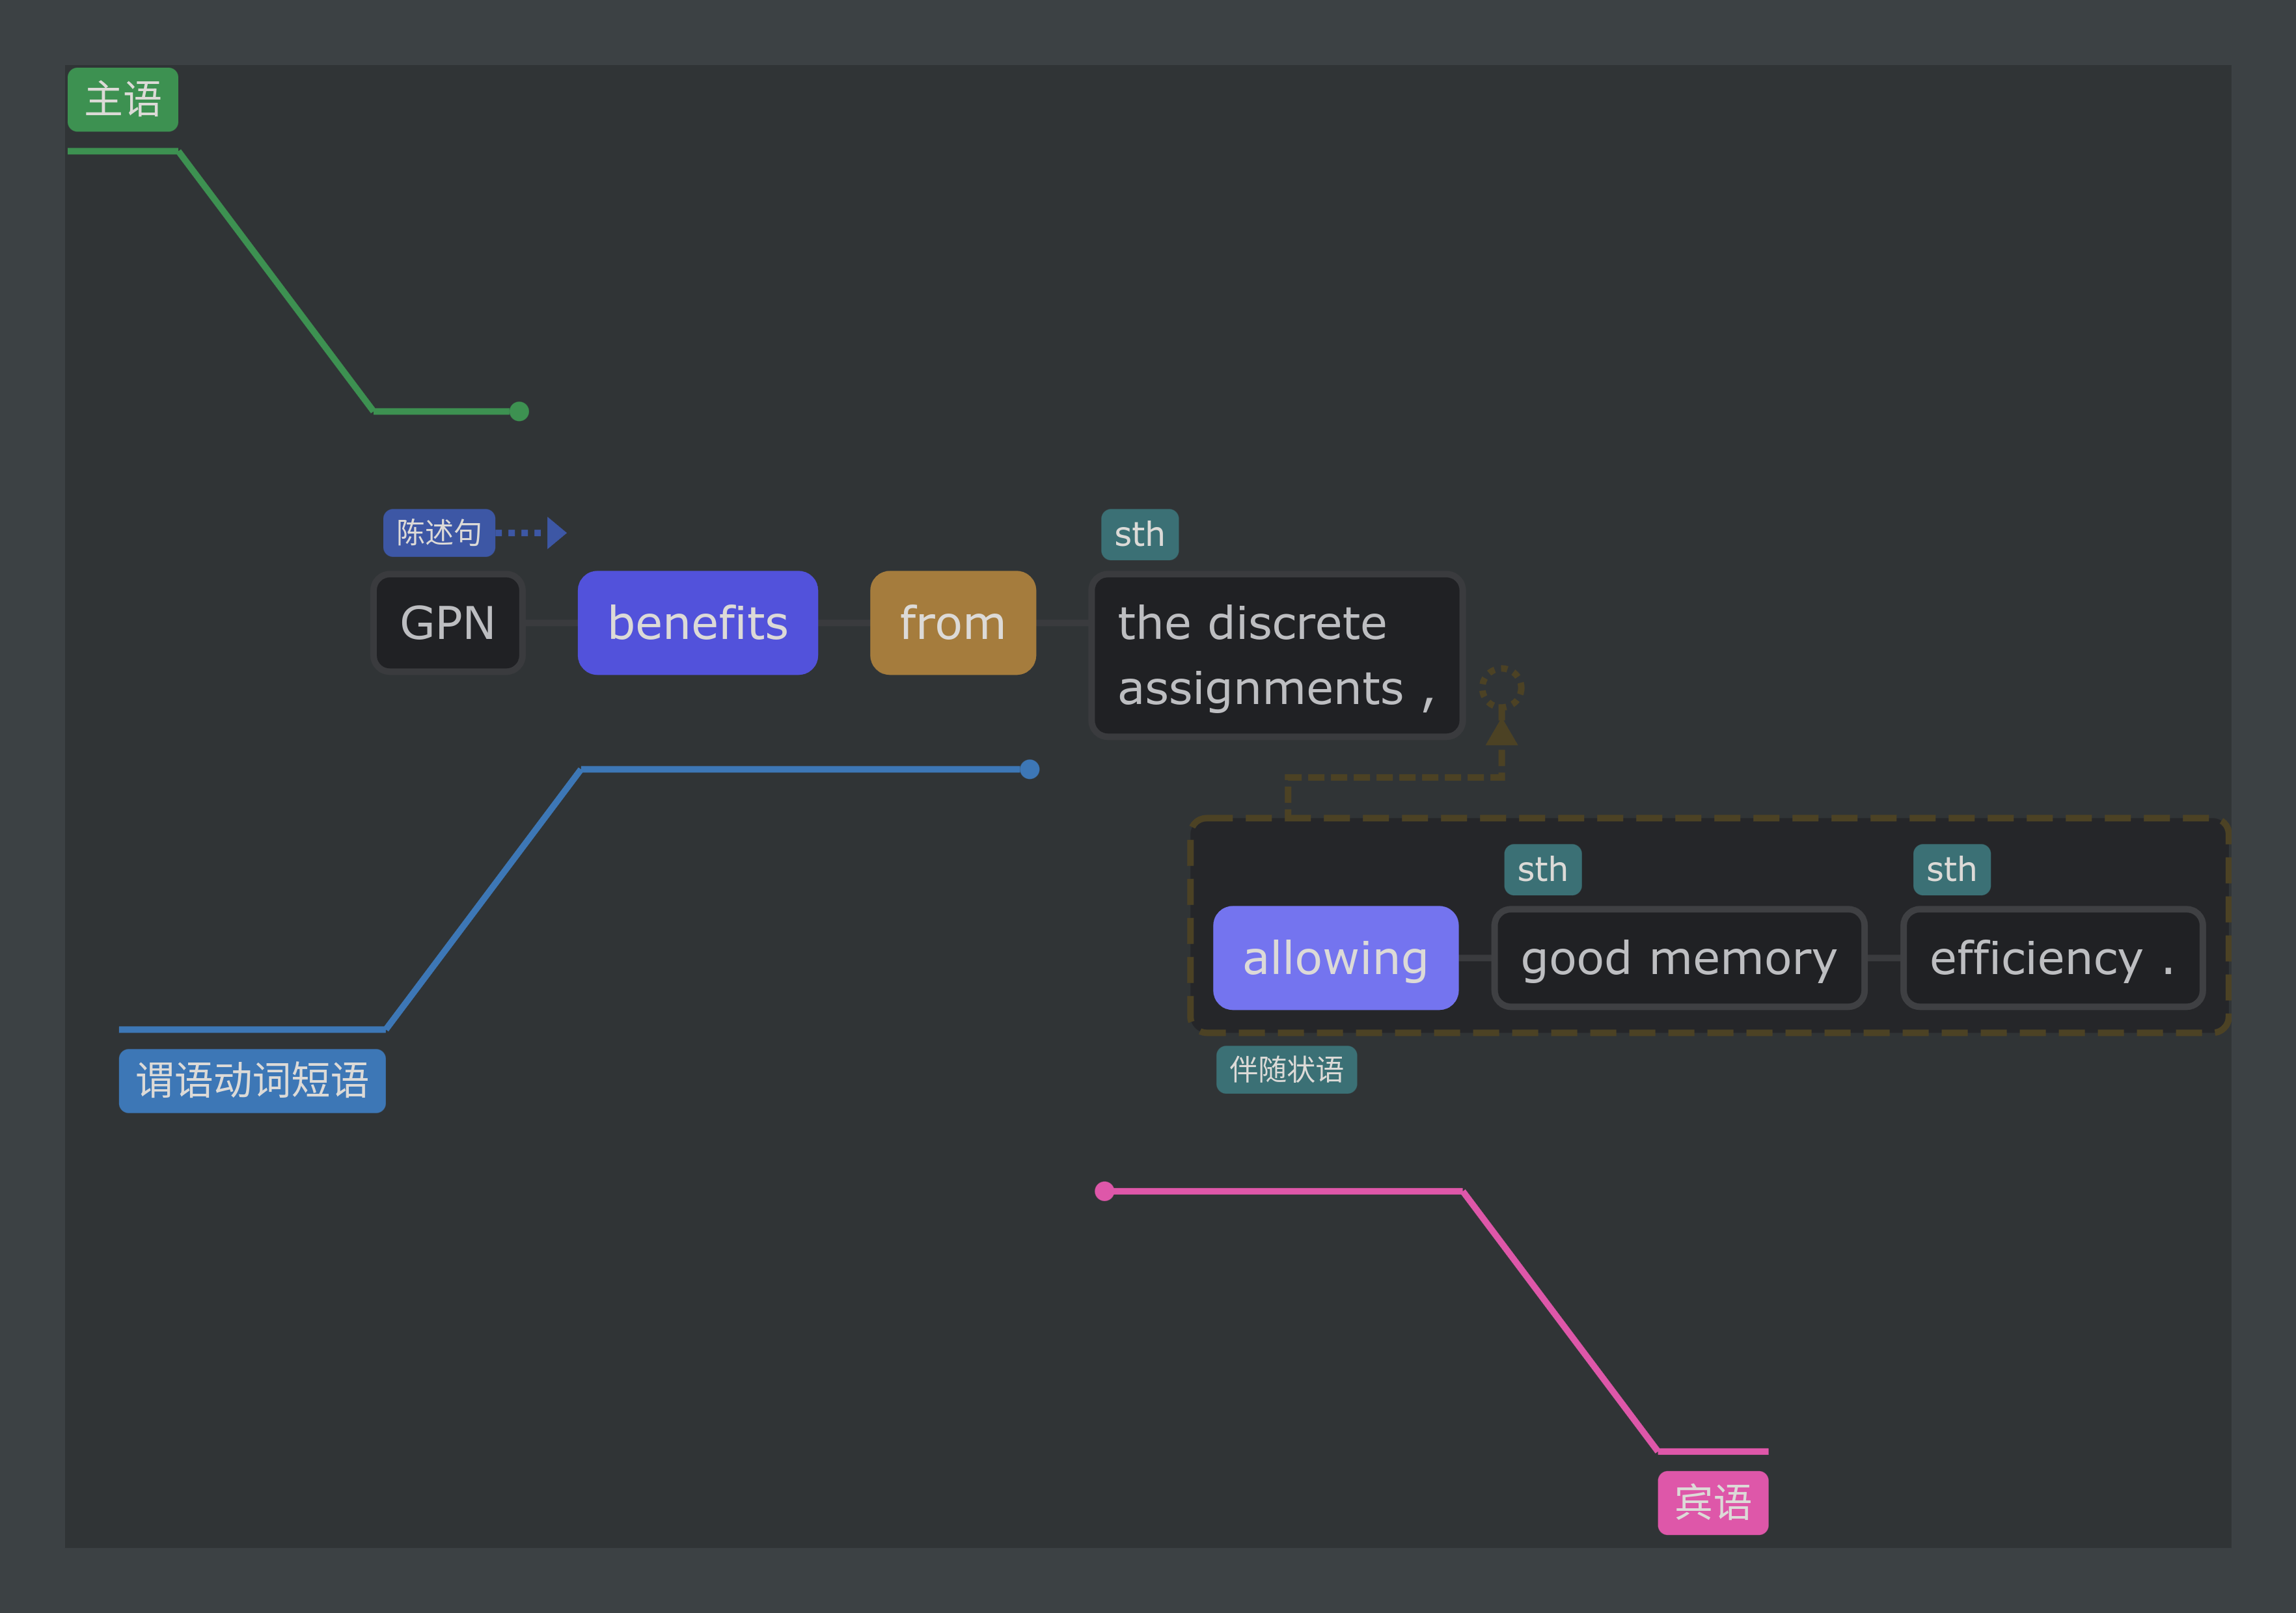 主语
陈述句
sth
GPN
benefits
from
the discrete
assignments ,
sth
sth
allowing
good memory
efficiency .
伴随状语
谓语动词短语
宾语